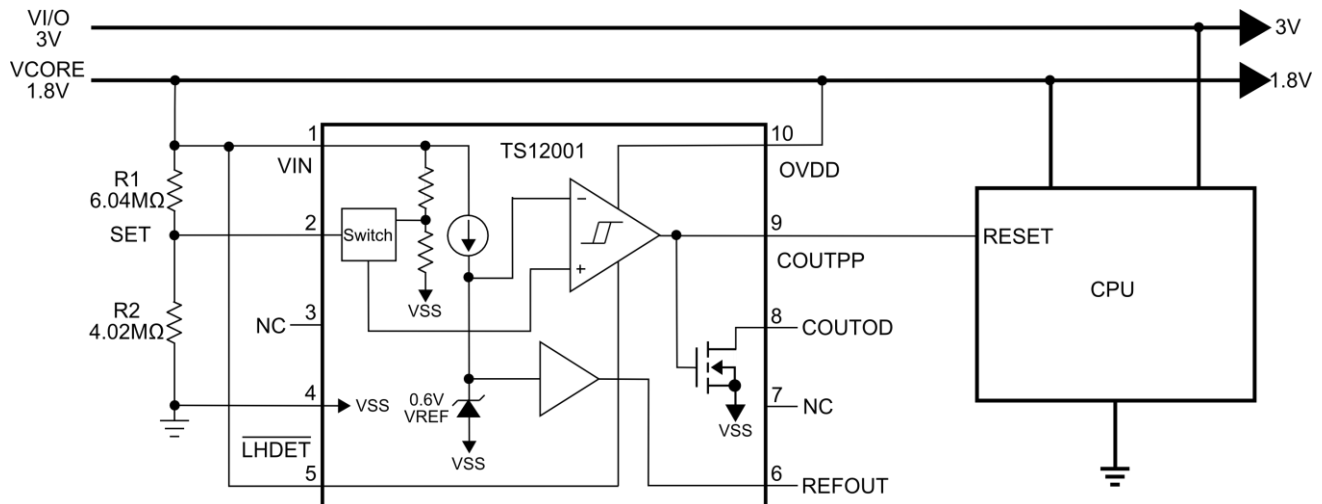 VI/O
3V
3V
VCORE
1.8V
1.8V
1
VIN
TS12001
10
OVDD
R1
6.04MΩ
SET
2
Switch
−
+
9
COUTPP
RESET
CPU
VSS
R2
4.02MΩ
NC
3
8
COUTOD
4
VSS
0.6V
VREF
VSS
VSS
7
NC
LHDET
5
6
REFOUT